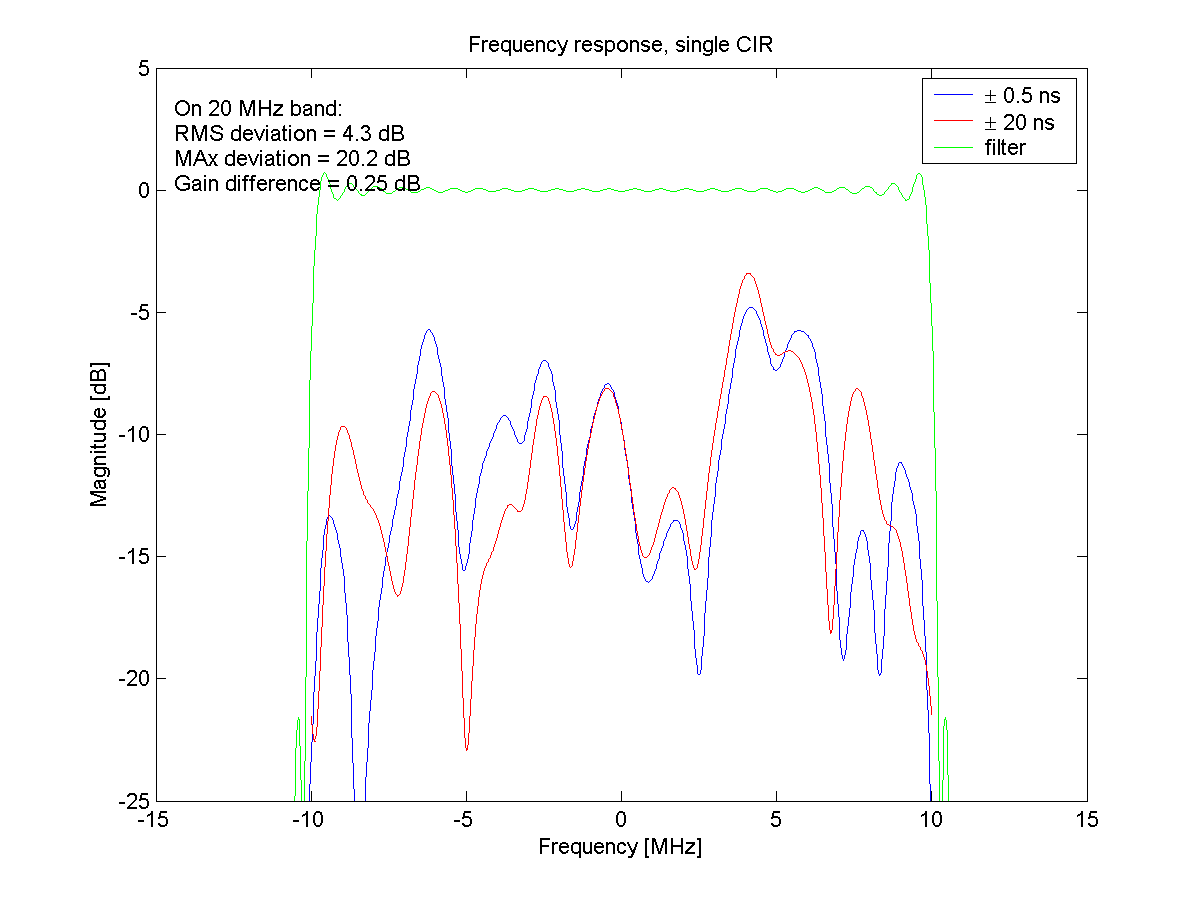 Frequency response, single CIR
On 20 MHz band:
RMS deviation = 4.3 dB
MAx deviation = 20.2 dB
Gain difference = 0.25 dB
± 0.5 ns
± 20 ns
filter
Magnitude [dB]
5
0
-5
-10
-15
-20
-25
-15
-10
-5
0
5
10
15
Frequency [MHz]